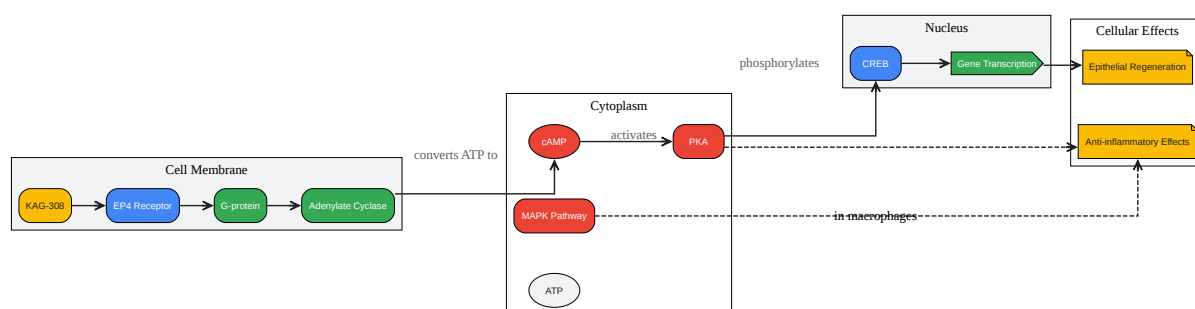 Cell Membrane
KAG-308
EP4 Receptor
G-protein
Adenylate Cyclase
converts ATP to
Cytoplasm
cAMP
activates
PKA
MAPK Pathway
ATP
in macrophages
phosphorylates
Nucleus
CREB
Gene Transcription
Cellular Effects
Epithelial Regeneration
Anti-inflammatory Effects